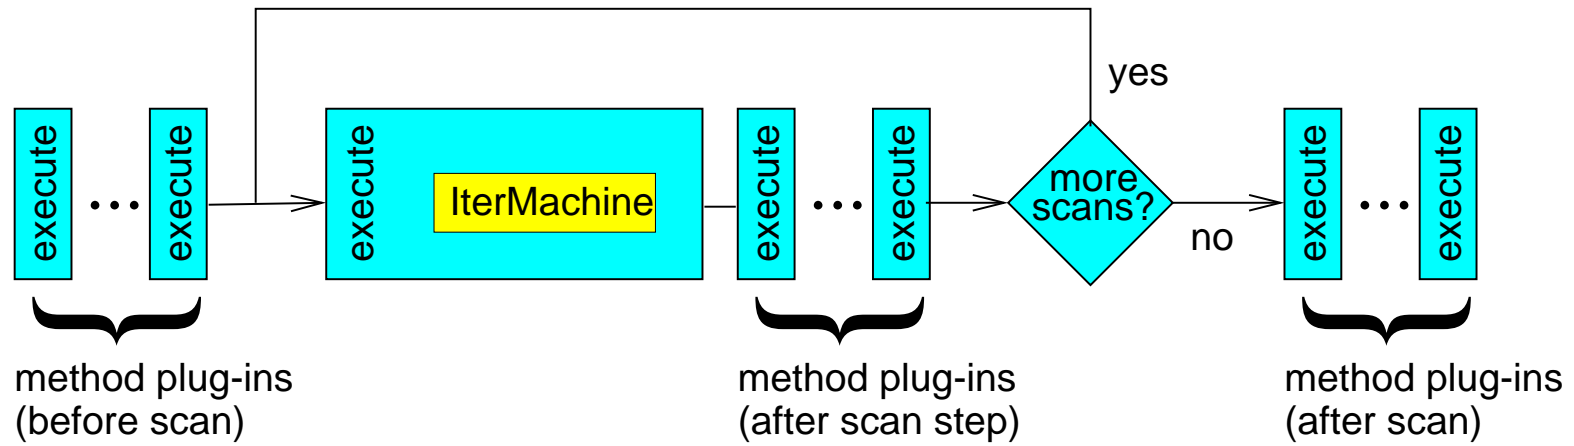 yes
execute
execute
execute
IterMachine
execute
execute
more
scans?
no
execute
execute
method plug-ins
(before scan)
method plug-ins
(after scan step)
method plug-ins
(after scan)